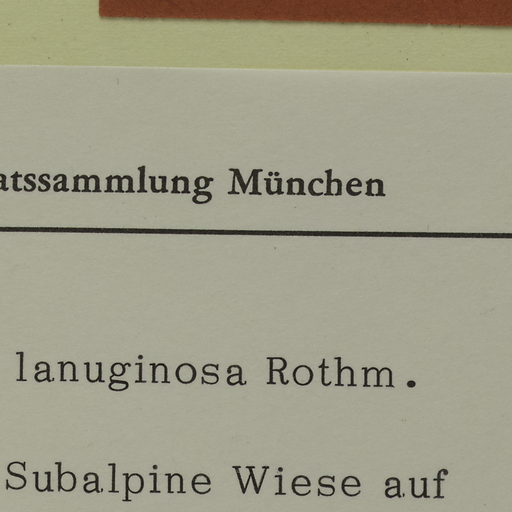 atssammlung München
lanuginosa Rothm.
Subalpine Wiese auf